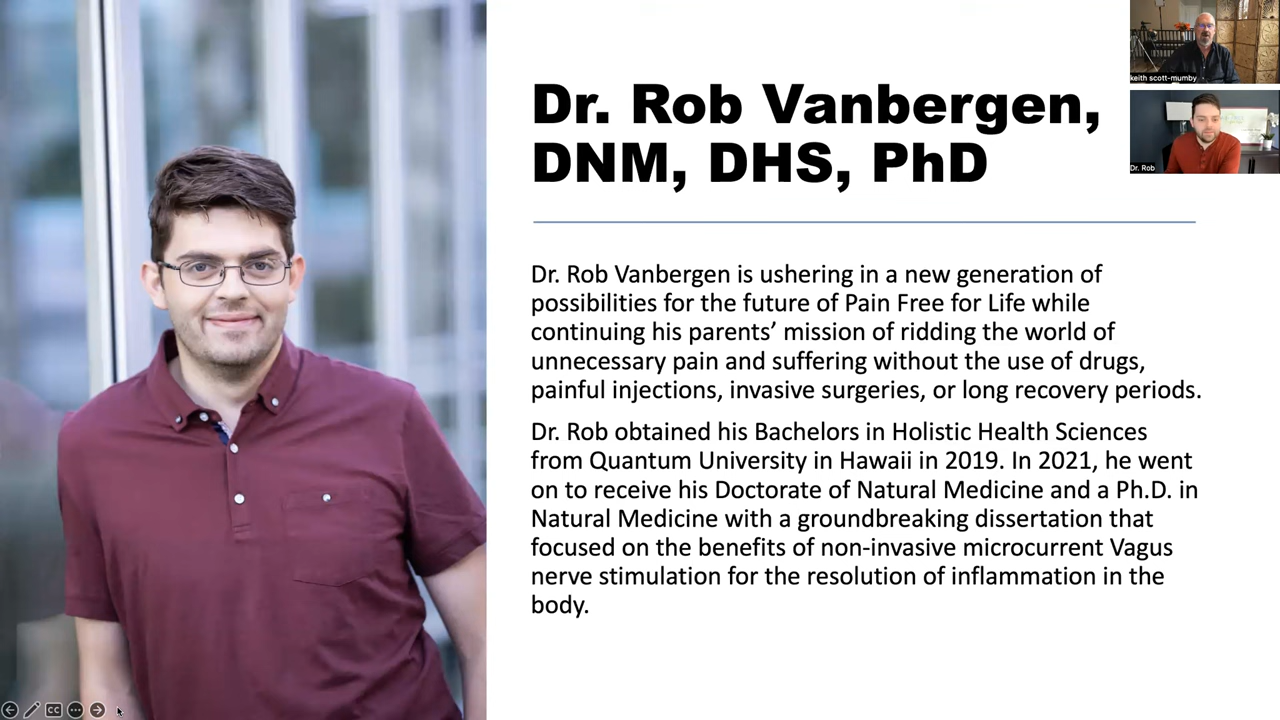 Dr. Rob Vanbergen,
DNM, DHS, PhD
Dr. Rob Vanbergen is ushering in a new generation of
possibilities for the future of Pain Free for Life while
continuing his parents’ mission of ridding the world of
unnecessary pain and suffering without the use of drugs,
painful injections, invasive surgeries, or long recovery periods.
Dr. Rob obtained his Bachelors in Holistic Health Sciences
from Quantum University in Hawaii in 2019. In 2021, he went
on to receive his Doctorate of Natural Medicine and a Ph.D. in
Natural Medicine with a groundbreaking dissertation that
focused on the benefits of non-invasive microcurrent Vagus
nerve stimulation for the resolution of inflammation in the
body.
keith scott-mumby
Dr. Rob
CC